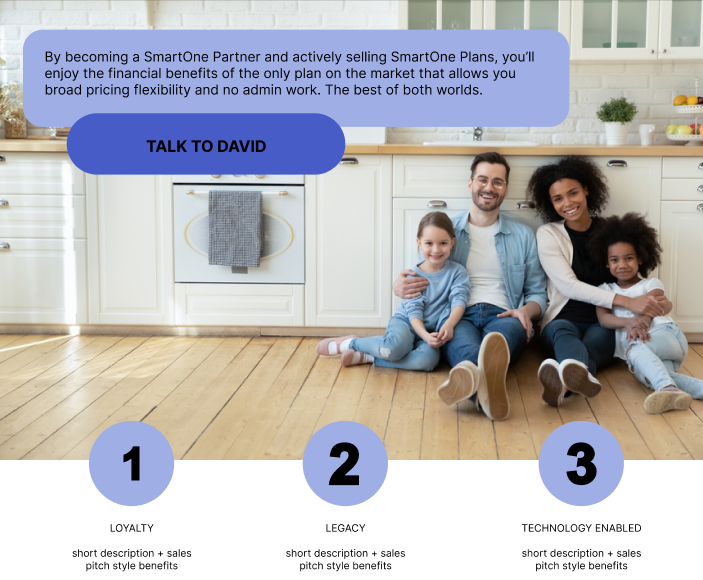 By becoming a SmartOne Partner and actively selling SmartOne Plans, you’ll
enjoy the financial benefits of the only plan on the market that allows you
broad pricing flexibility and no admin work. The best of both worlds.
TALK TO DAVID
1
2
3
LOYALTY
LEGACY
TECHNOLOGY ENABLED
short description + sales
pitch style benefits
short description + sales
pitch style benefits
short description + sales
pitch style benefits